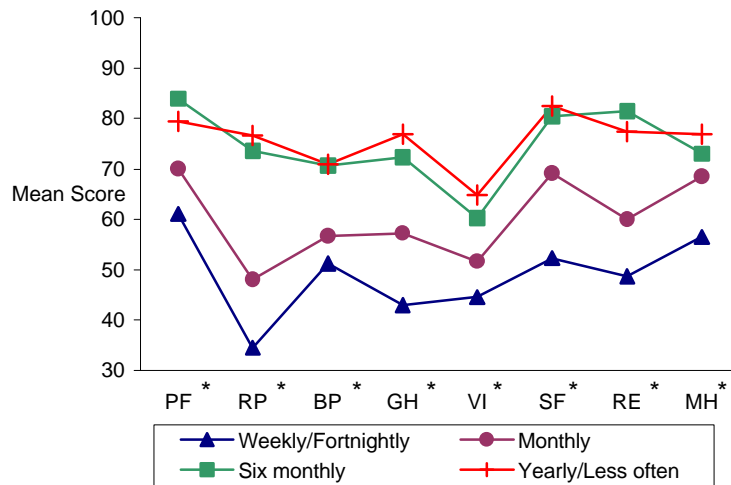 100
90
80
70
Mean Score
60
50
40
30
PF * RP * BP * GH * VI * SF * RE * MH *
Weekly/Fortnightly Monthly
Six monthly Yearly/Less often